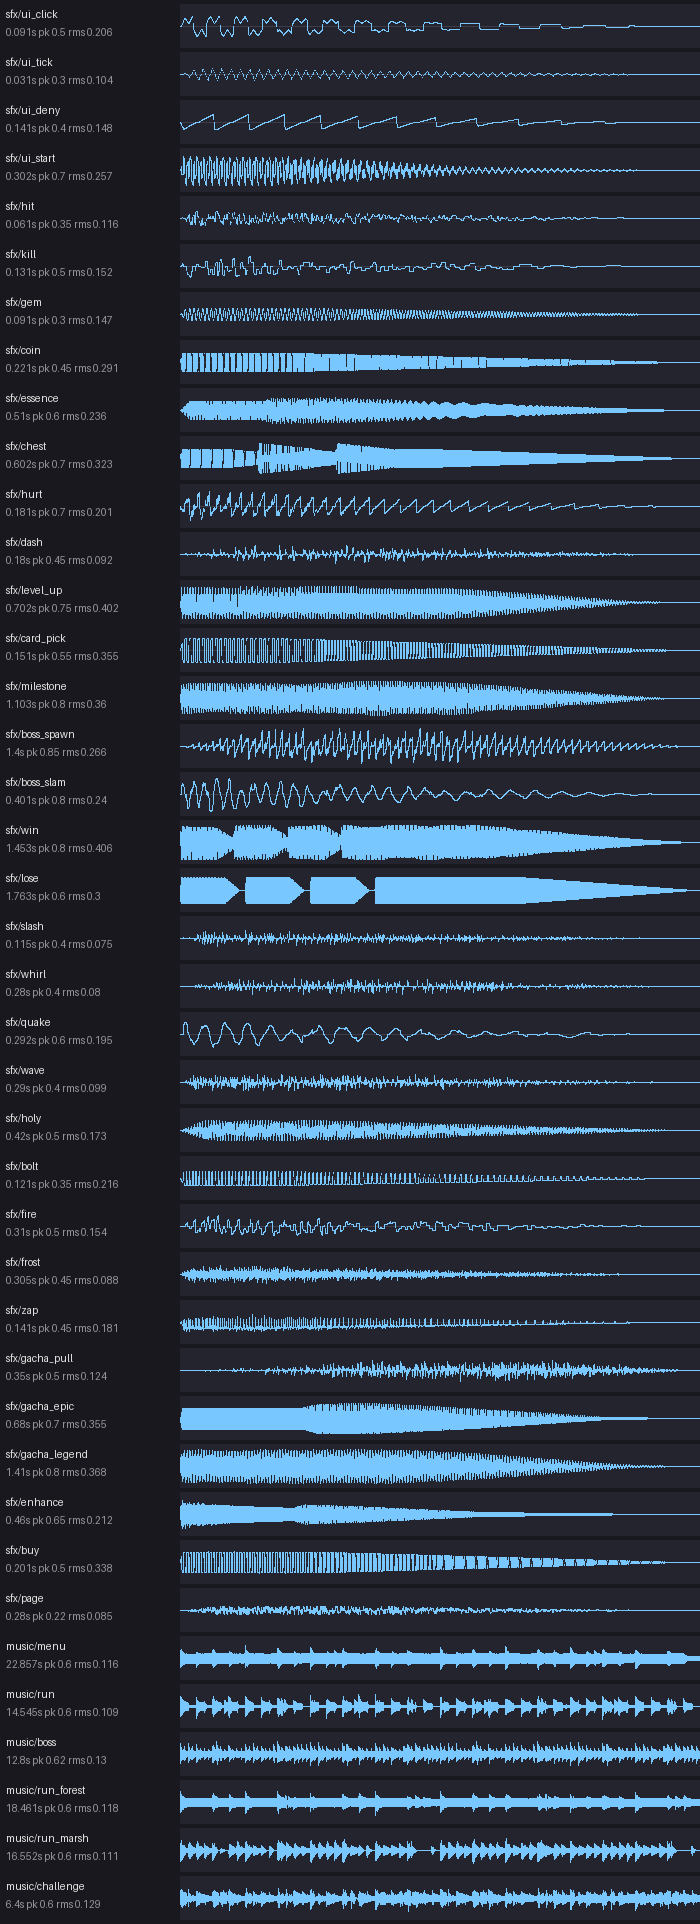 sfx/ui_click
0.091s pk 0.5 rms 0.206
sfx/ui_tick
0.031s pk 0.3 rms 0.104
sfx/ui_deny
0.141s pk 0.4 rms 0.148
sfx/ui_start
0.302s pk 0.7 rms 0.257
sfx/hit
0.061s pk 0.35 rms 0.116
sfx/kill
0.131s pk 0.5 rms 0.152
sfx/gem
0.091s pk 0.3 rms 0.147
sfx/coin
0.221s pk 0.45 rms 0.291
sfx/essence
0.51s pk 0.6 rms 0.236
sfx/chest
0.602s pk 0.7 rms 0.323
sfx/hurt
0.181s pk 0.7 rms 0.201
sfx/dash
0.18s pk 0.45 rms 0.092
sfx/level_up
0.702s pk 0.75 rms 0.402
sfx/card_pick
0.151s pk 0.55 rms 0.355
sfx/milestone
1.103s pk 0.8 rms 0.36
sfx/boss_spawn
1.4s pk 0.85 rms 0.266
sfx/boss_slam
0.401s pk 0.8 rms 0.24
sfx/win
1.453s pk 0.8 rms 0.406
sfx/lose
1.763s pk 0.6 rms 0.3
sfx/slash
0.115s pk 0.4 rms 0.075
sfx/whirl
0.28s pk 0.4 rms 0.08
sfx/quake
0.292s pk 0.6 rms 0.195
sfx/wave
0.29s pk 0.4 rms 0.099
sfx/holy
0.42s pk 0.5 rms 0.173
sfx/bolt
0.121s pk 0.35 rms 0.216
sfx/fire
0.31s pk 0.5 rms 0.154
sfx/frost
0.305s pk 0.45 rms 0.088
sfx/zap
0.141s pk 0.45 rms 0.181
sfx/gacha_pull
0.35s pk 0.5 rms 0.124
sfx/gacha_epic
0.68s pk 0.7 rms 0.355
sfx/gacha_legend
1.41s pk 0.8 rms 0.368
sfx/enhance
0.46s pk 0.65 rms 0.212
sfx/buy
0.201s pk 0.5 rms 0.338
sfx/page
0.28s pk 0.22 rms 0.085
music/menu
22.857s pk 0.6 rms 0.116
music/run
14.545s pk 0.6 rms 0.109
music/boss
12.8s pk 0.62 rms 0.13
music/run_forest
18.461s pk 0.6 rms 0.118
music/run_marsh
16.552s pk 0.6 rms 0.111
music/challenge
6.4s pk 0.6 rms 0.129